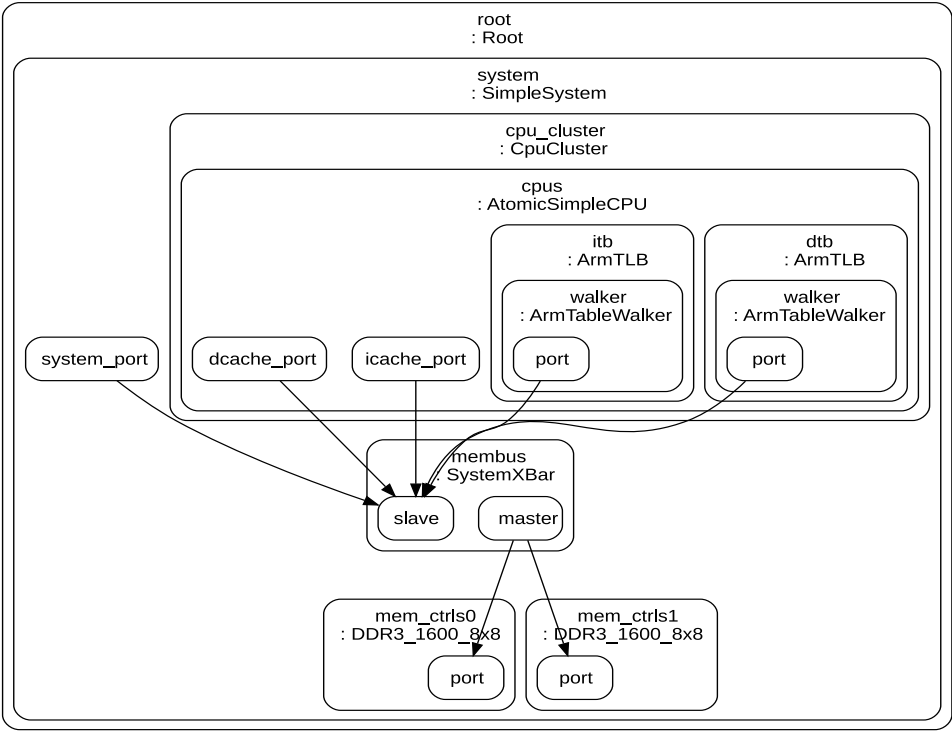 root
: Root
system
: SimpleSystem
cpu_cluster
: CpuCluster
cpus
: AtomicSimpleCPU
itb
: ArmTLB
dtb
: ArmTLB
walker
: ArmTableWalker
walker
: ArmTableWalker
system_port
dcache_port
icache_port
port
port
membus
: SystemXBar
slave
master
mem_ctrls0
: DDR3_1600_8x8
mem_ctrls1
: DDR3_1600_8x8
port
port